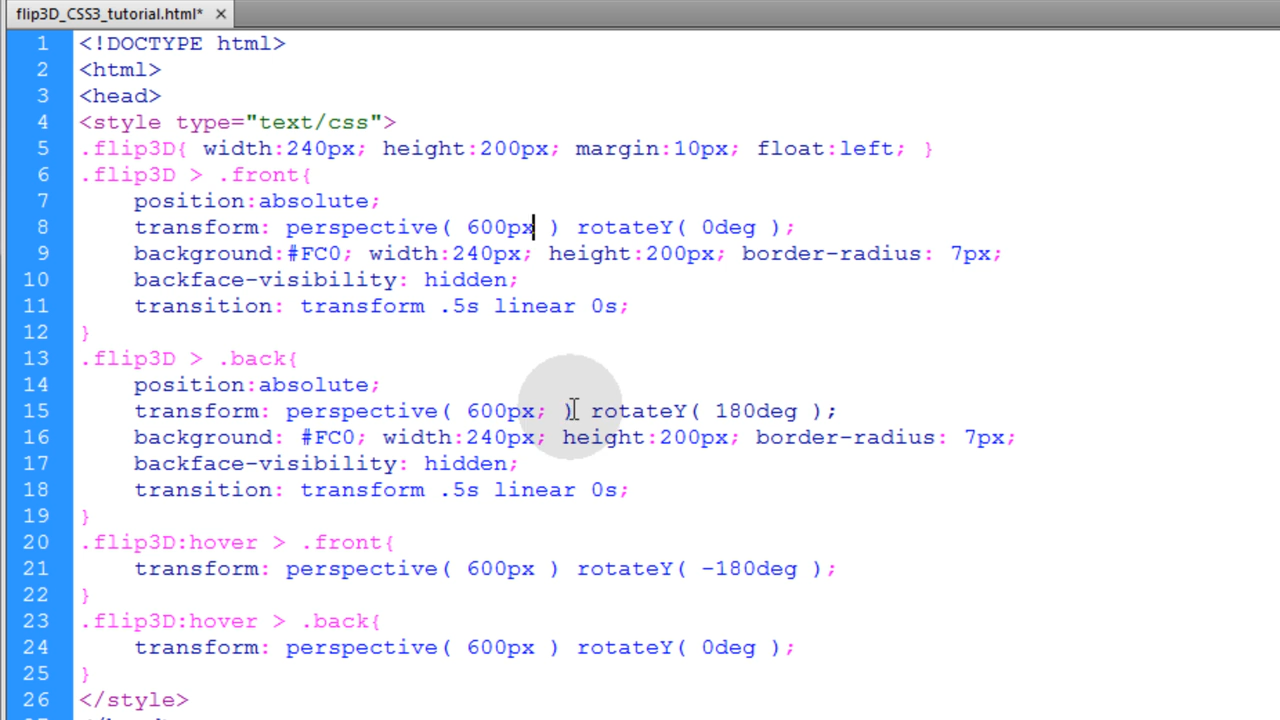 flip3D_CSS3_tutorial.html* ×
1 <!DOCTYPE html>
2 <html>
3 <head>
4 <style type="text/css">
5 .flip3D{ width:240px; height:200px; margin:10px; float:left; }
6 .flip3D > .front{
7 position:absolute;
8 transform: perspective( 600px ) rotateY( 0deg );
9 background:#FC0; width:240px; height:200px; border-radius: 7px;
10 backface-visibility: hidden;
11 transition: transform .5s linear 0s;
12 }
13 .flip3D > .back{
14 position:absolute;
15 transform: perspective( 600px; ) rotateY( 180deg );
16 background: #FC0; width:240px; height:200px; border-radius: 7px;
17 backface-visibility: hidden;
18 transition: transform .5s linear 0s;
19 }
20 .flip3D:hover > .front{
21 transform: perspective( 600px ) rotateY( -180deg );
22 }
23 .flip3D:hover > .back{
24 transform: perspective( 600px ) rotateY( 0deg );
25 }
26 </style>